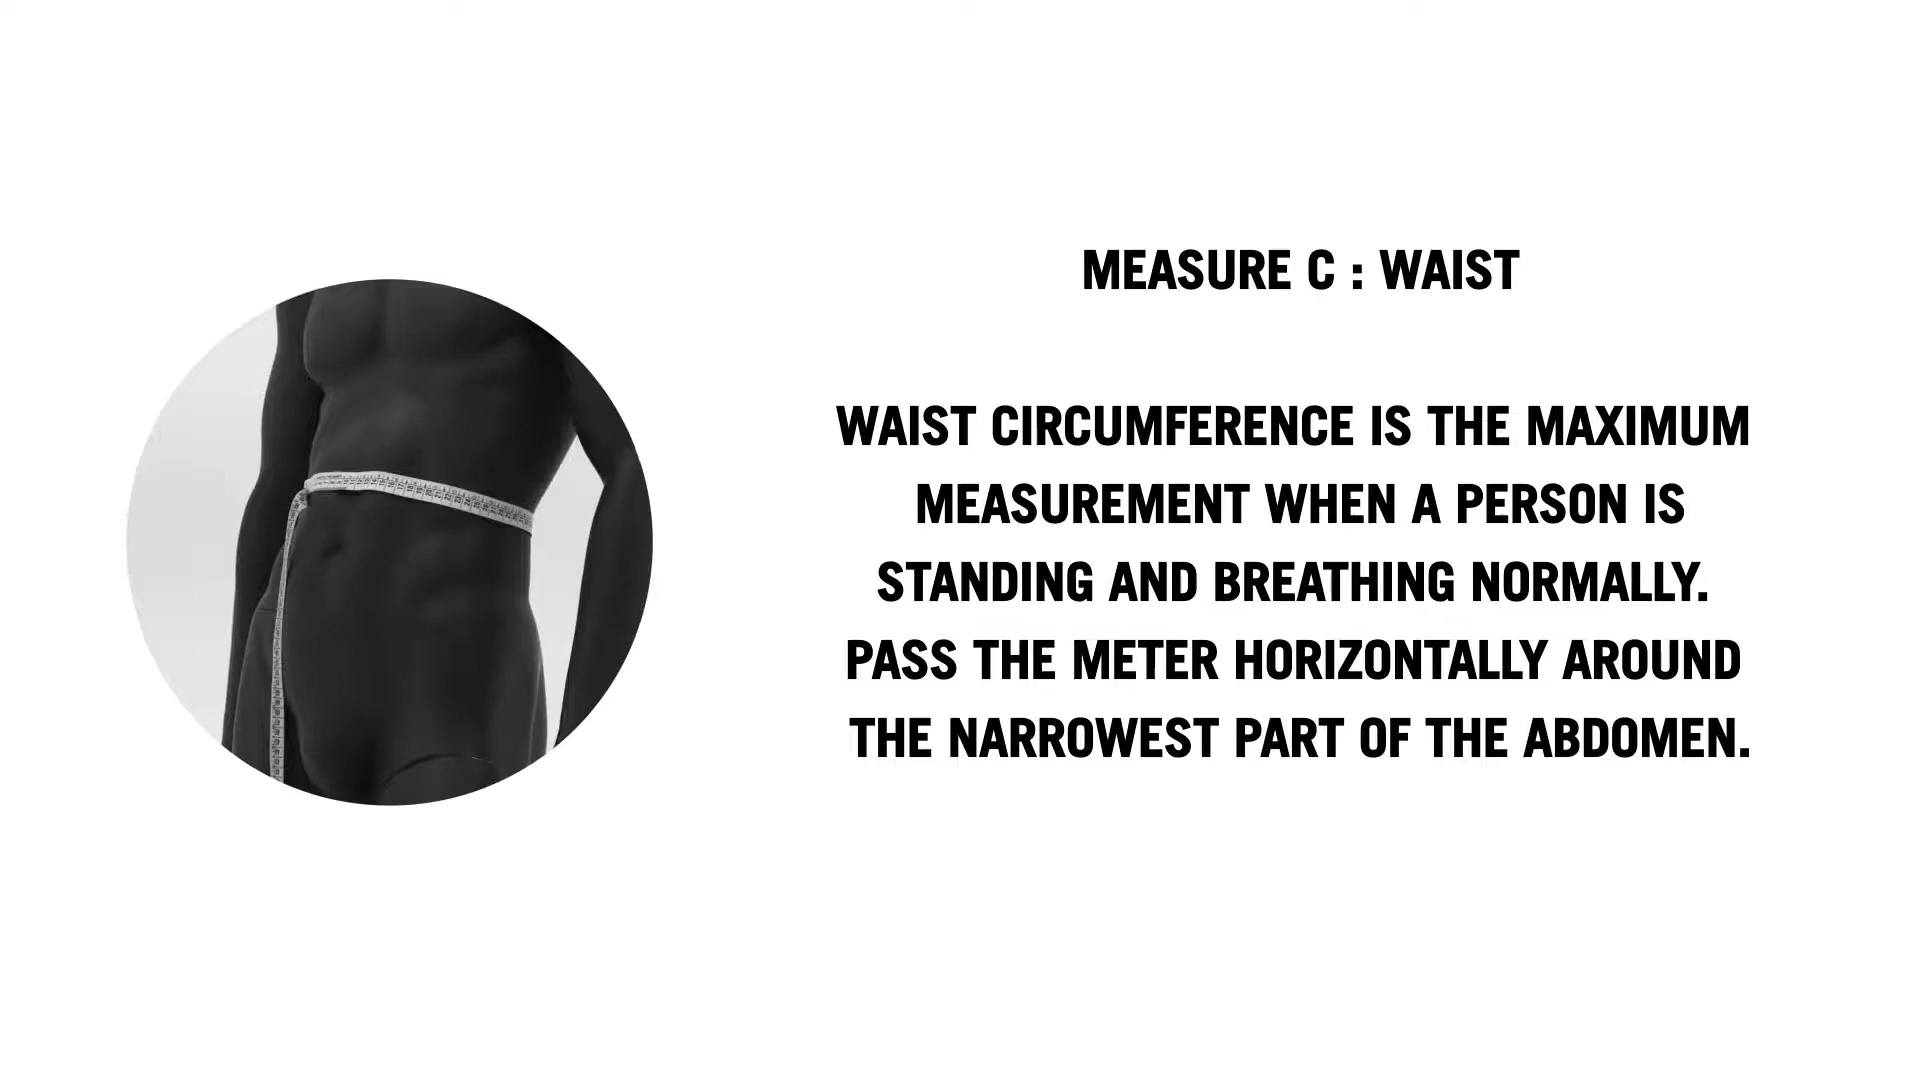 MEASURE C : WAIST
WAIST CIRCUMFERENCE IS THE MAXIMUM
MEASUREMENT WHEN A PERSON IS
STANDING AND BREATHING NORMALLY.
PASS THE METER HORIZONTALLY AROUND
THE NARROWEST PART OF THE ABDOMEN.